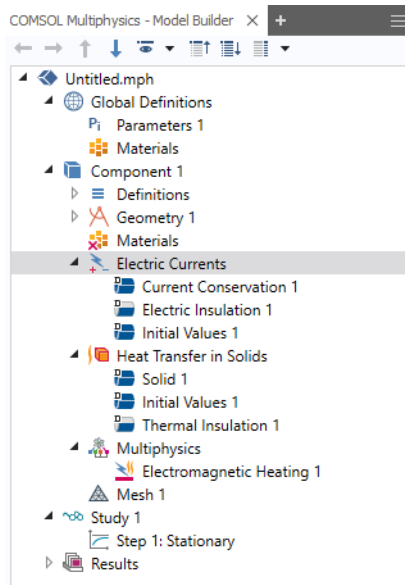 COMSOL Multiphysics - Model Builder
Untitled.mph
Global Definitions
Pi Parameters 1
Materials
Component 1
Definitions
Geometry 1
Materials
Electric Currents
Current Conservation 1
Electric Insulation 1
Initial Values 1
Heat Transfer in Solids
Solid 1
Initial Values 1
Thermal Insulation 1
Multiphysics
Electromagnetic Heating 1
Mesh 1
Study 1
Step 1: Stationary
Results